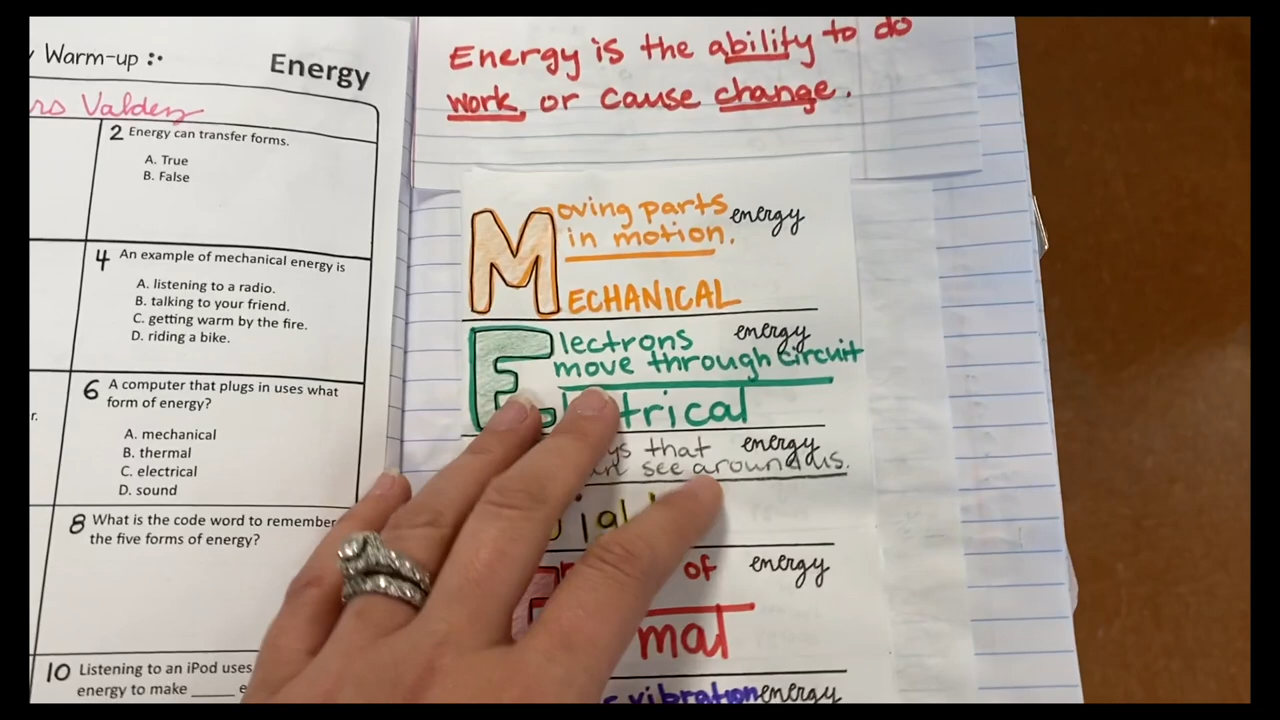 Warm-up :•
Energy
rs Valdez
2 Energy can transfer forms.
A. True
B. False
4 An example of mechanical energy is
A. listening to a radio.
B. talking to your friend.
C. getting warm by the fire.
D. riding a bike.
r.
6 A computer that plugs in uses what
form of energy?
A. mechanical
B. thermal
C. electrical
D. sound
8 What is the code word to remember
the five forms of energy?
10 Listening to an iPod uses
energy to make _____ e
Energy is the ability to do
work, or cause change.
Moving parts energy
in motion.
MECHANICAL
Electrons energy
move through circuit
trical
ys that energy
see around us.
of energy
mal
vibration energy